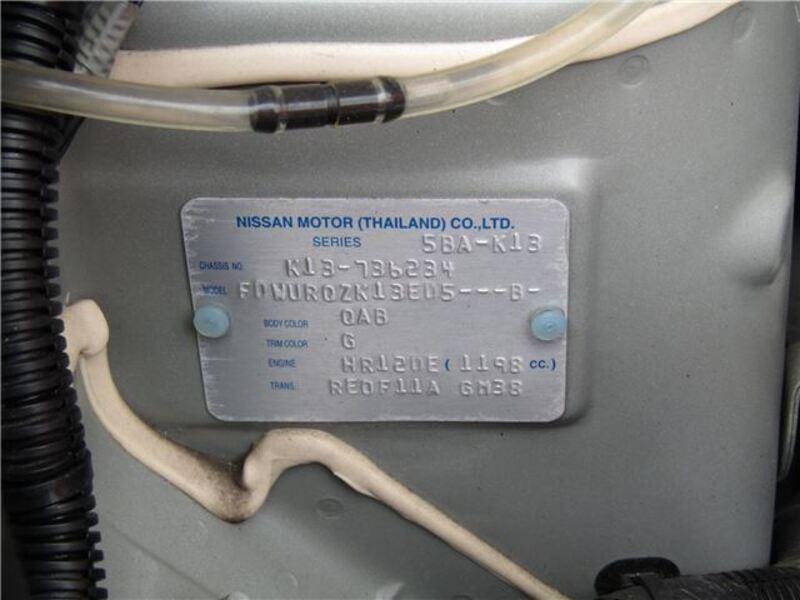 NISSAN MOTOR (THAILAND) CO.,LTD.
SERIES 5BA-K13
CHASSIS NO. K13-736234
MODEL FDWURQZK13EDS---B-
BODY COLOR QAB
TRIM COLOR G
ENGINE HR12DE ( 1198 CC.)
TRANS. RE0F11A GM38